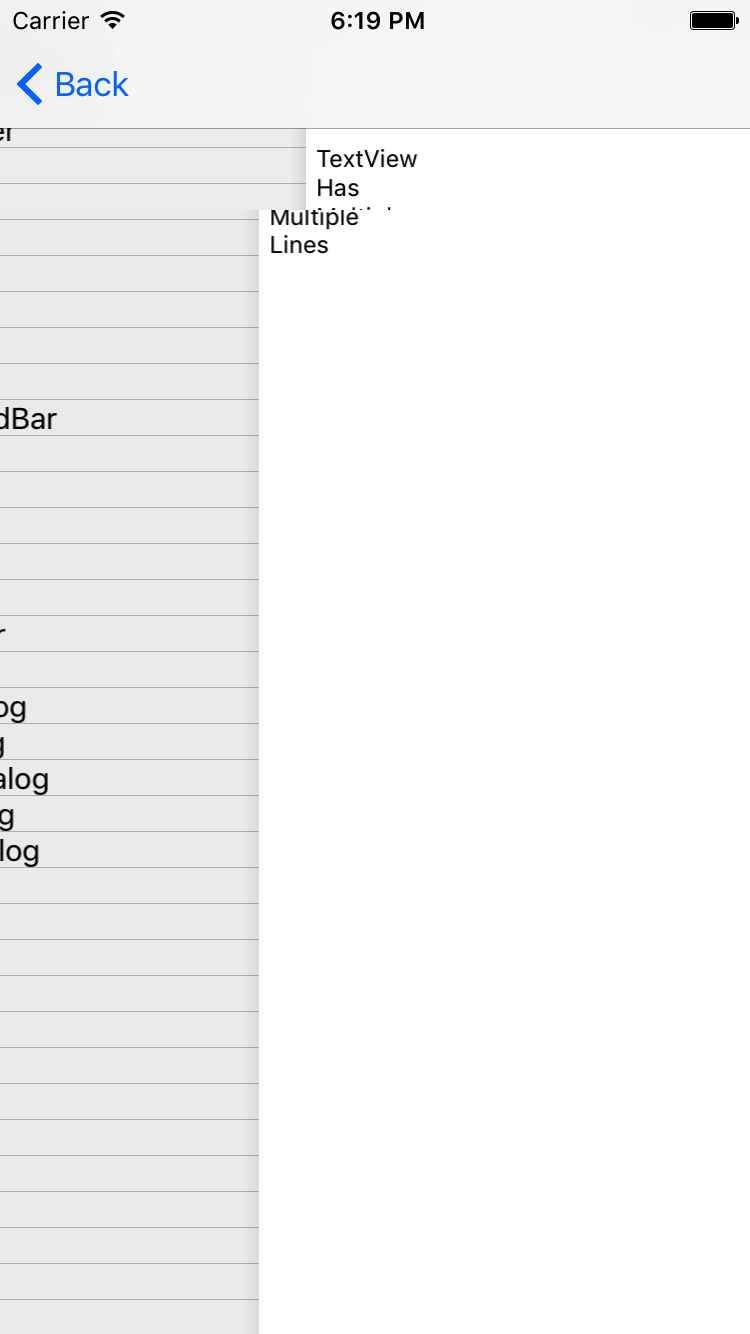 Carrier
6:19 PM
Back
er
TextView
Has
Multiple
Lines
dBar
r
og
g
alog
g
log